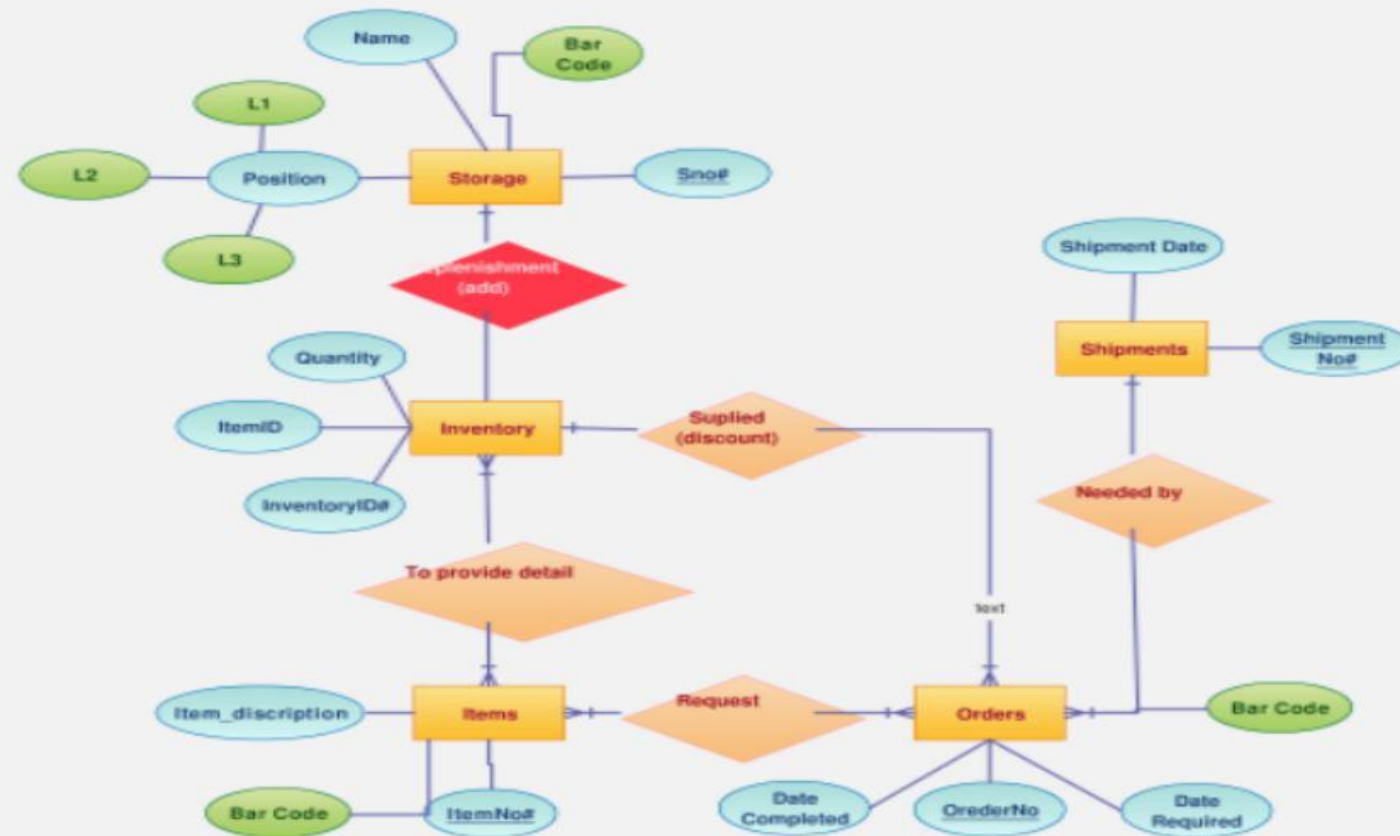 Name
Bar
Code
L1
L2
Position
Storage
Sno#
L3
Shipment Date
plenishment
(add)
Quantity
Shipments
Shipment
No#
ItemID
Inventory
Suplied
(discount)
InventoryID#
Needed by
To provide detail
text
Item_discription
Items
Request
Orders
Bar Code
Bar Code
ItemNo#
Date
Completed
OrederNo
Date
Required